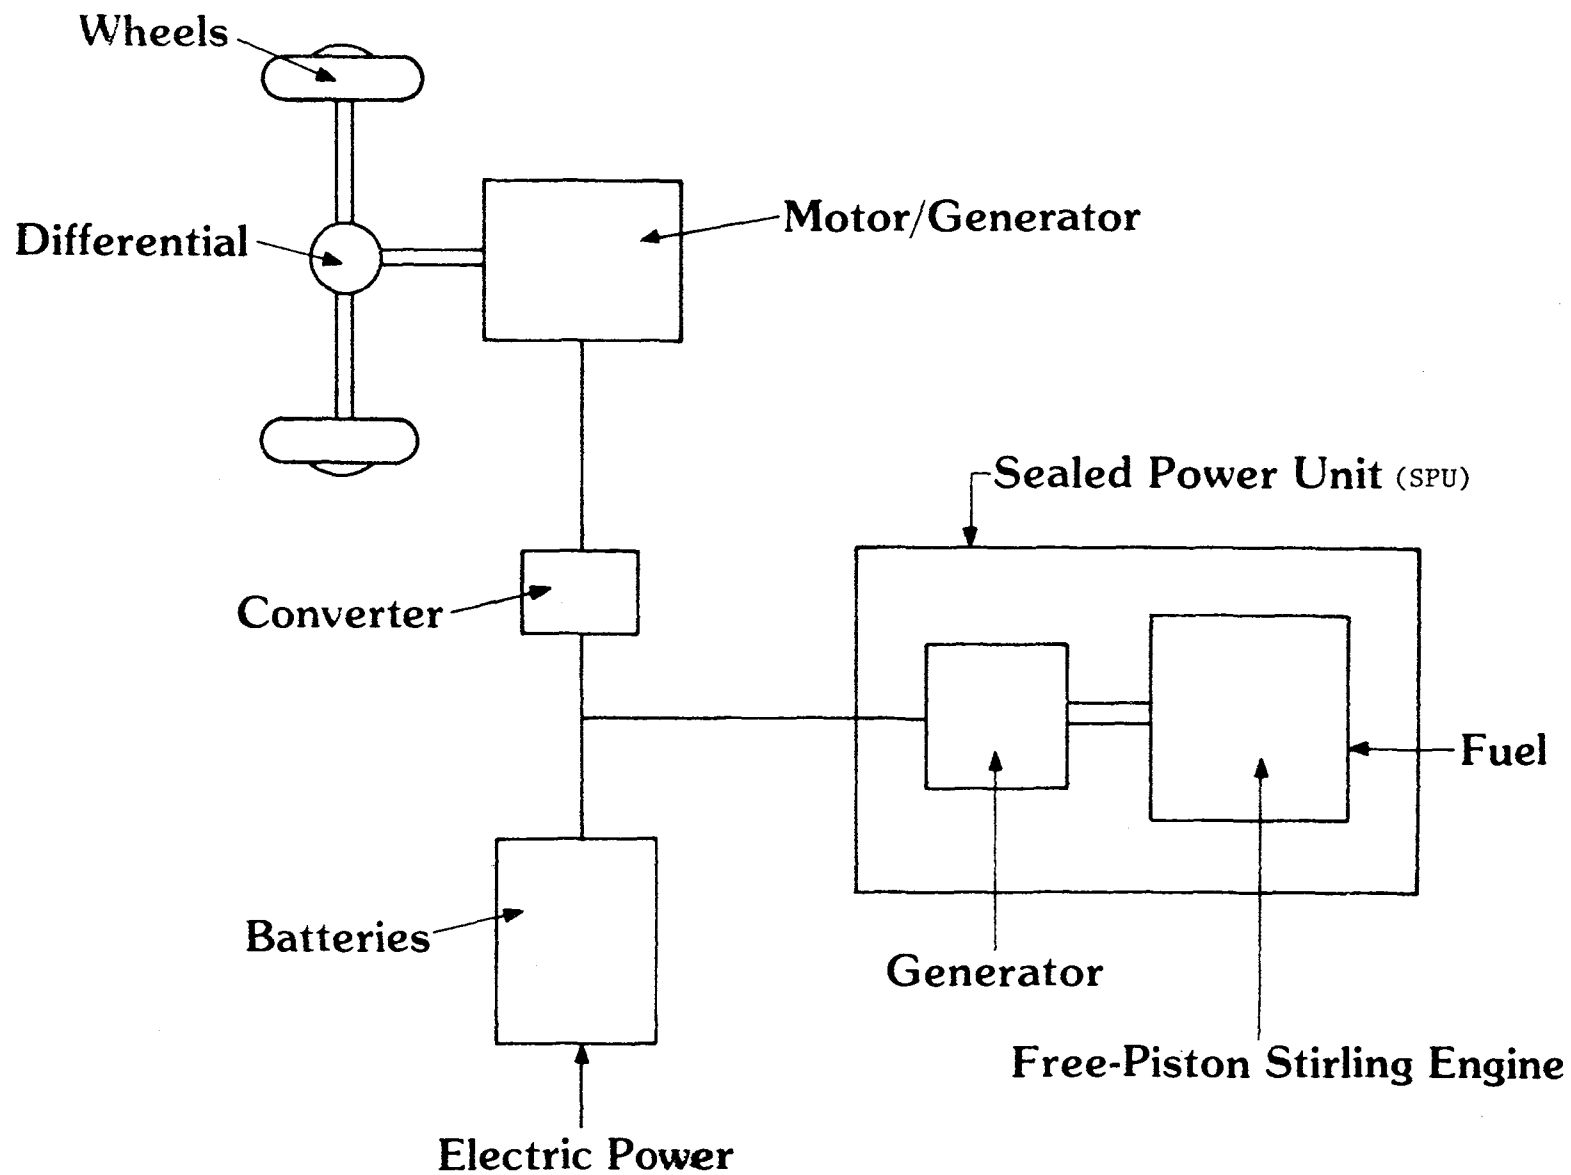 Wheels
Differential
Motor/Generator
Sealed Power Unit (SPU)
Converter
Fuel
Batteries
Generator
Free-Piston Stirling Engine
Electric Power